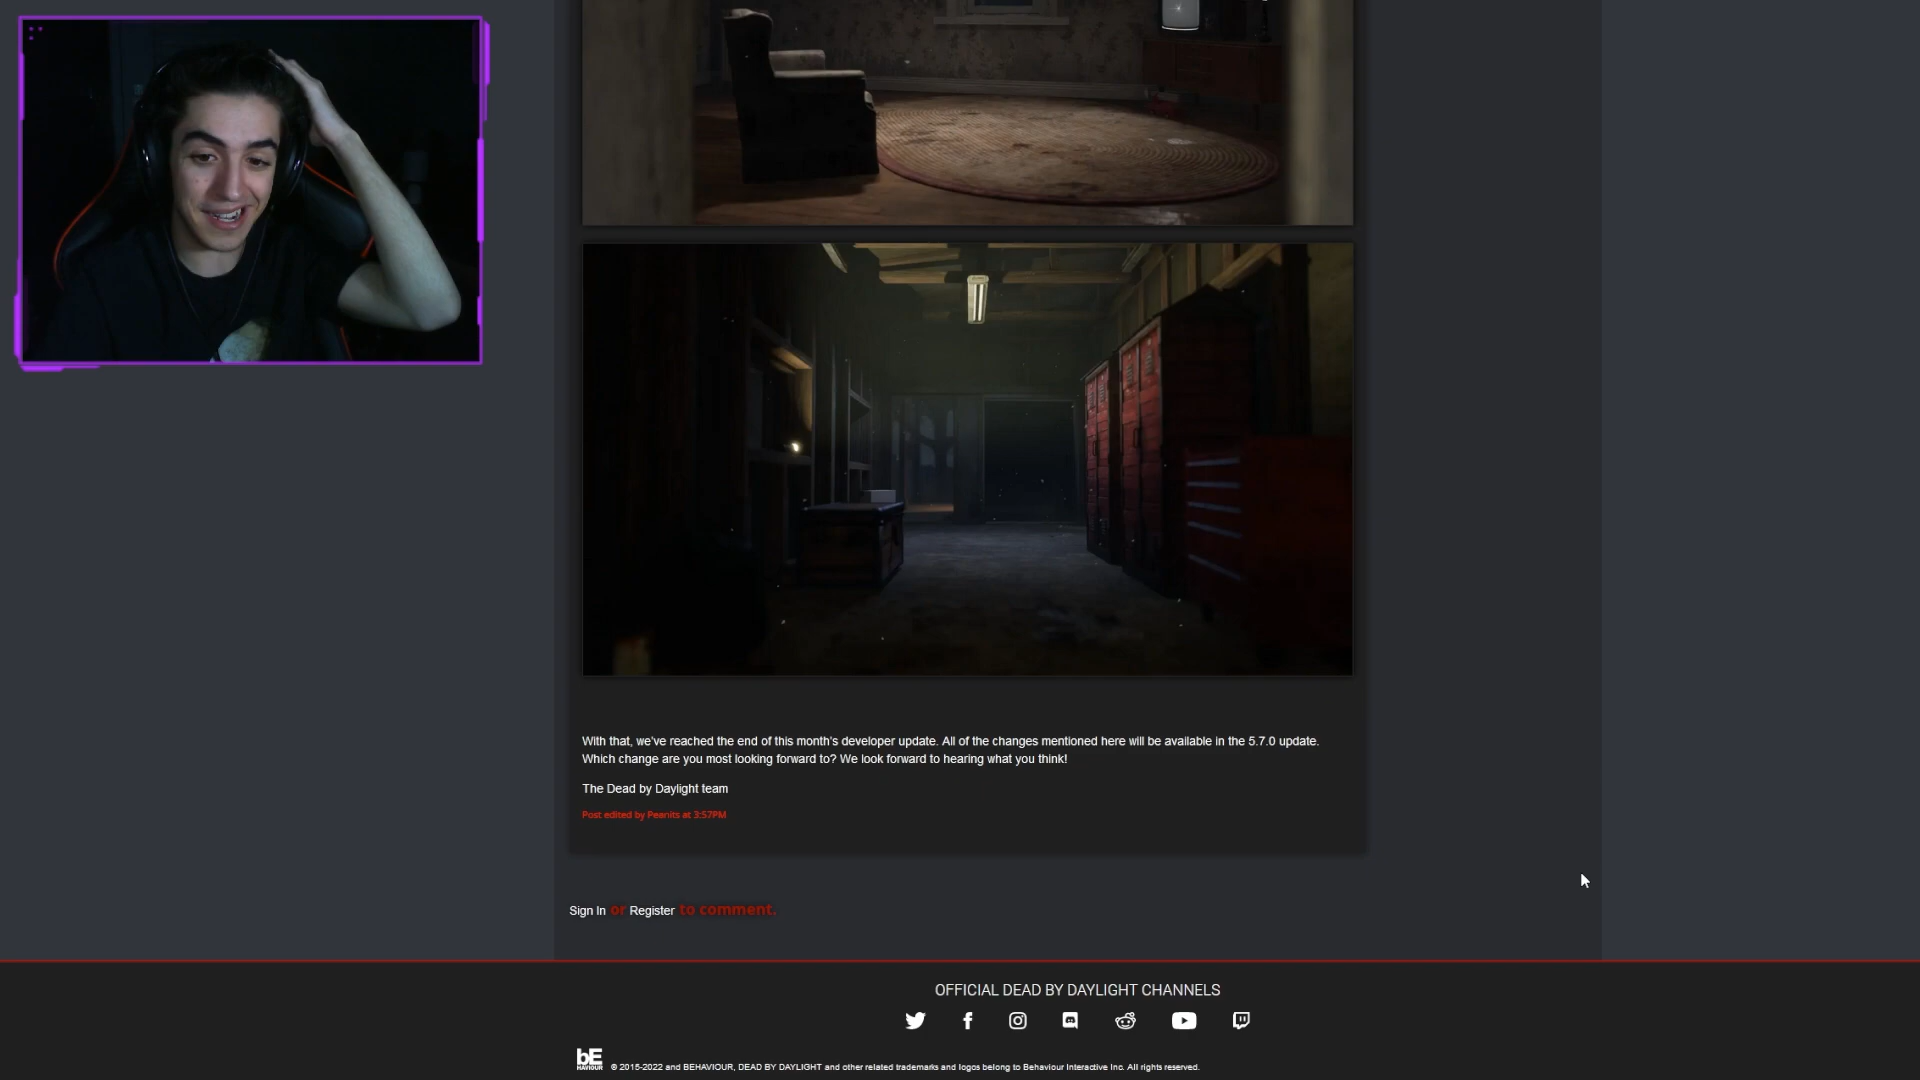 With that, we've reached the end of this month's developer update. All of the changes mentioned here will be available in the 5.7.0 update.
Which change are you most looking forward to? We look forward to hearing what you think!
The Dead by Daylight team
Post edited by Peanits at 3:57PM
Sign In or Register to comment.
OFFICIAL DEAD BY DAYLIGHT CHANNELS
bE
HAVIOUR
© 2015-2022 and BEHAVIOUR, DEAD BY DAYLIGHT and other related trademarks and logos belong to Behaviour Interactive Inc. All rights reserved.